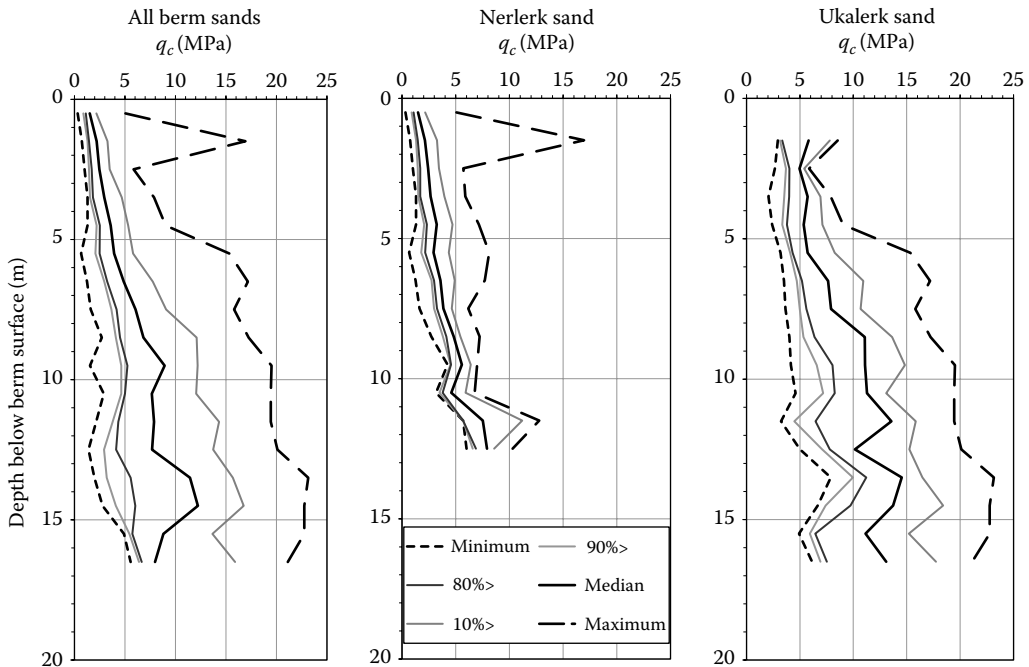 All berm sands
q_c (MPa)
0 5 10 15 20 25
0
5
10
15
20
Depth below berm surface (m)
Nerlerk sand
q_c (MPa)
0 5 10 15 20 25
0
5
10
15
20
Minimum 90%>
80%> Median
10%> Maximum
Ukalerk sand
q_c (MPa)
0 5 10 15 20 25
0
5
10
15
20